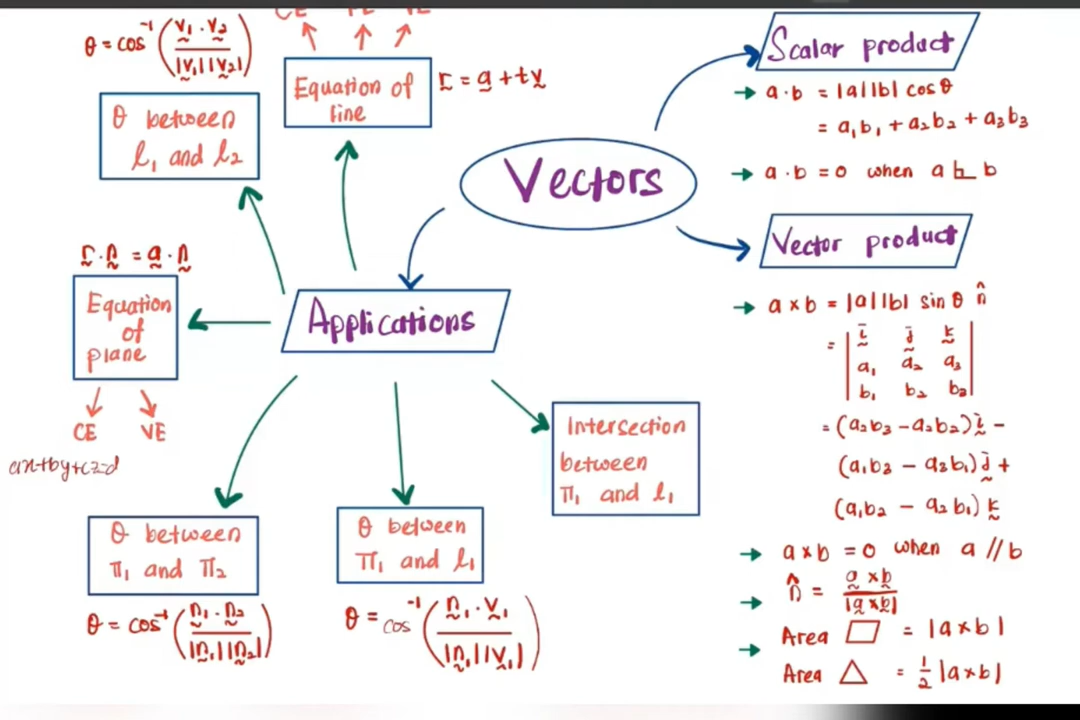 Vectors
Scalar product
→ a · b = |a||b| cos θ
= a₁b₁ + a₂b₂ + a₃b₃
→ a · b = 0 when a ⊥ b
Vector product
→ a × b = |a||b| sin θ n̂
= | i j k |
| a₁ a₂ a₃ |
| b₁ b₂ b₃ |
= (a₂b₃ - a₃b₂) i -
(a₁b₃ - a₃b₁) j +
(a₁b₂ - a₂b₁) k
→ a × b = 0 when a // b
→ n̂ = a × b / |a × b|
→ Area ▱ = |a × b|
Area △ = ½ |a × b|
Applications
CE VE
Equation of
line
r = a + tv
θ = cos⁻¹ (v₁ · v₂ / |v₁||v₂|)
θ between
l₁ and l₂
r · n = a · n
Equation
of
plane
CE VE
ax+by+cz=d
θ between
π₁ and π₂
θ = cos⁻¹ (n₁ · n₂ / |n₁||n₂|)
θ between
π₁ and l₁
θ = cos⁻¹ (n₁ · v₁ / |n₁||v₁|)
Intersection
between
π₁ and l₁